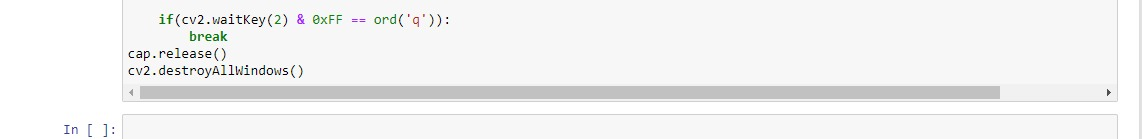 if(cv2.waitKey(2) & 0xFF == ord('q')):
break
cap.release()
cv2.destroyAllWindows()
In [ ]: